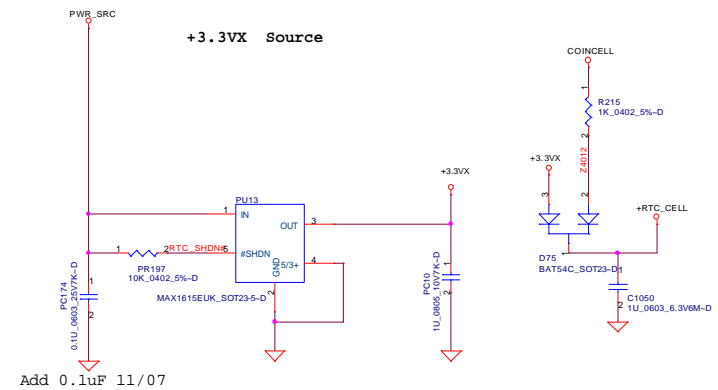 PWR_SRC
+3.3VX Source
COINCELL
1
R215
1K_0402_5%~D
2
Z4012
+3.3VX
+3.3VX
3
2
+RTC_CELL
PU13
1
IN
OUT
3
1
2
RTC_SHDN#
5
#SHDN
GND
5/3+
4
PR197
10K_0402_5%~D
1
D75
BAT54C_SOT23~D
1
PC174
0.1U_0603_25V7K~D
2
2
MAX1615EUK_SOT23-5~D
1
PC10
1U_0805_10V7K~D
2
1
C1050
1U_0603_6.3V6M~D
2
Add 0.1uF 11/07